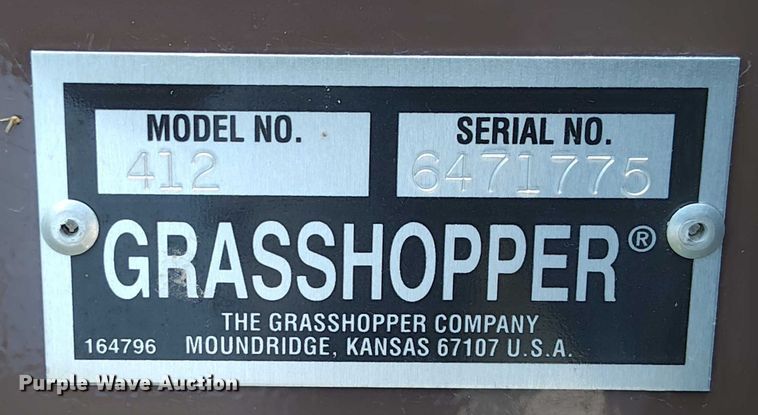 MODEL NO.
412
SERIAL NO.
6471775
GRASSHOPPER®
THE GRASSHOPPER COMPANY
164796 MOUNDRIDGE, KANSAS 67107 U.S.A.
Purple Wave Auction